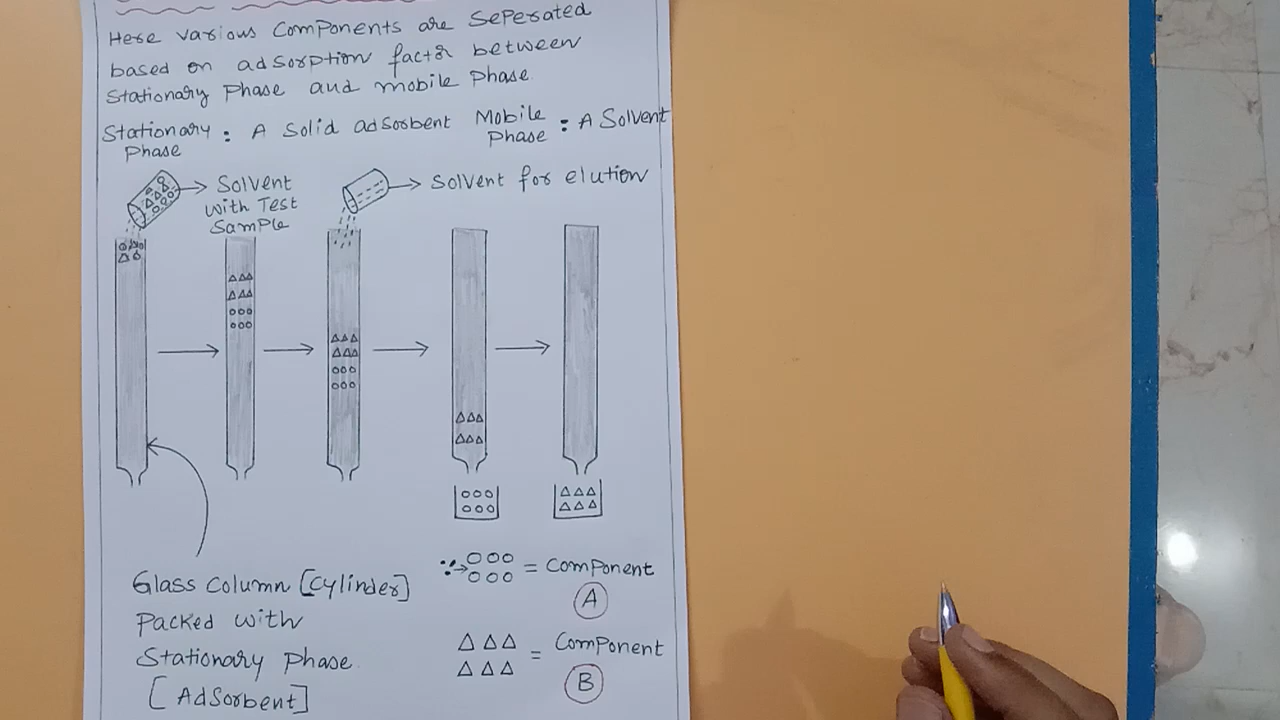 Here various components are seperated
based on adsorption factr between
Stationary Phase and mobile Phase
Stationary Phase : A Solid adsorbent
Mobile Phase : A Solvent
Solvent
with Test
Sample
Solvent for elution
Glass column [cylinder]
Packed with
Stationary Phase
[Adsorbent]
= Component
A
= Component
B